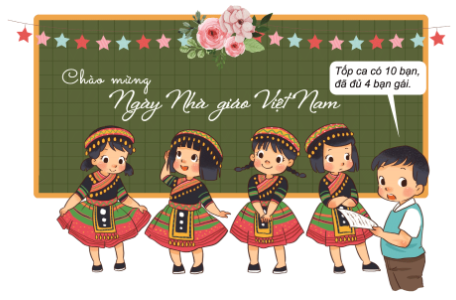 Chào mừng
Ngày Nhà giáo Việt Nam
Tốp ca có 10 bạn,
đã đủ 4 bạn gái.